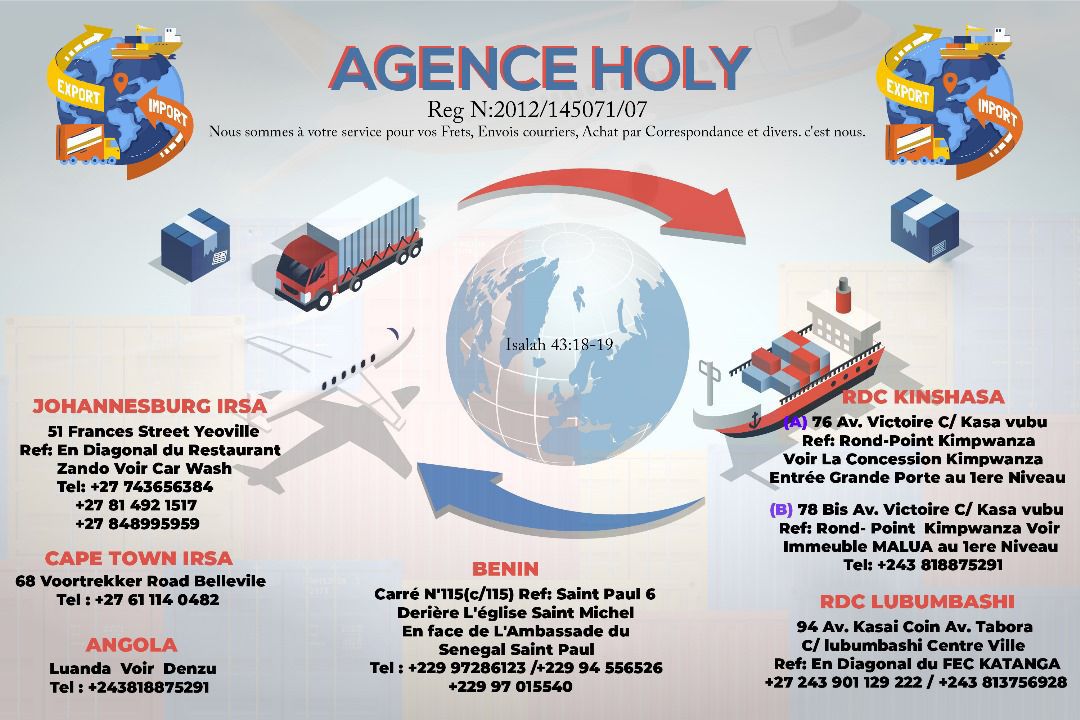 EXPORT
IMPORT
AGENCE HOLY
Reg N:2012/145071/07
Nous sommes à votre service pour vos Frets, Envois courriers, Achat par Correspondance et divers. c'est nous.
EXPORT
IMPORT
Isalah 43:18-19
JOHANNESBURG IRSA
51 Frances Street Yeoville
Ref: En Diagonal du Restaurant
Zando Voir Car Wash
Tel: +27 743656384
+27 81 492 1517
+27 848995959
CAPE TOWN IRSA
68 Voortrekker Road Bellevile
Tel : +27 61 114 0482
ANGOLA
Luanda Voir Denzu
Tel : +243818875291
BENIN
Carré N'115(c/115) Ref: Saint Paul 6
Derière L'église Saint Michel
En face de L'Ambassade du
Senegal Saint Paul
Tel : +229 97286123 /+229 94 556526
+229 97 015540
RDC KINSHASA
(A) 76 Av. Victoire C/ Kasa vubu
Ref: Rond-Point Kimpwanza
Voir La Concession Kimpwanza
Entrée Grande Porte au 1ere Niveau
(B) 78 Bis Av. Victoire C/ Kasa vubu
Ref: Rond- Point Kimpwanza Voir
Immeuble MALUA au 1ere Niveau
Tel: +243 818875291
RDC LUBUMBASHI
94 Av. Kasai Coin Av. Tabora
C/ lubumbashi Centre Ville
Ref: En Diagonal du FEC KATANGA
+27 243 901 129 222 / +243 813756928